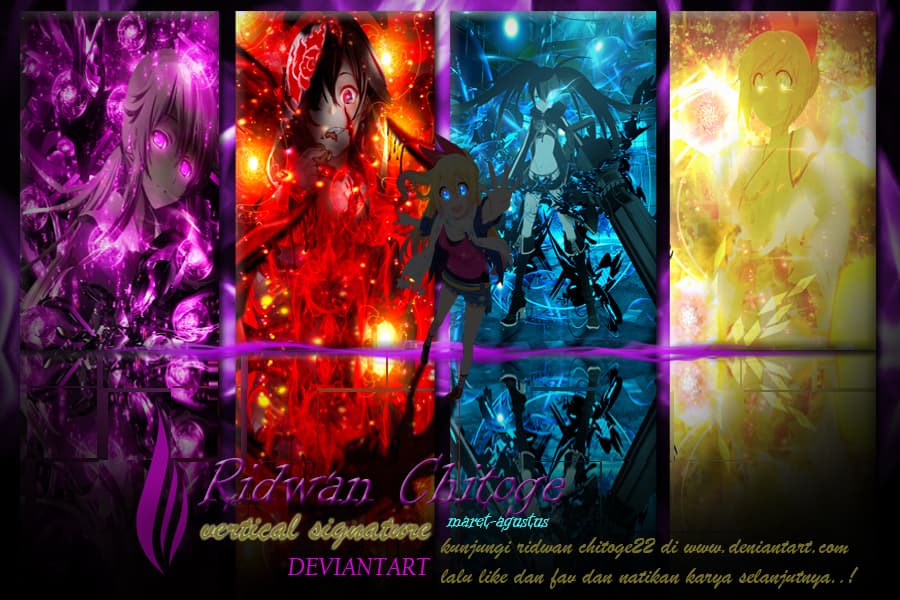 Ridwan Chitoge
vertical signature
maret-agustus
DEVIANTART
kunjungi ridwan chitoge22 di www.deniantart.com
lalu like dan fav dan natikan karya selanjutnya..!